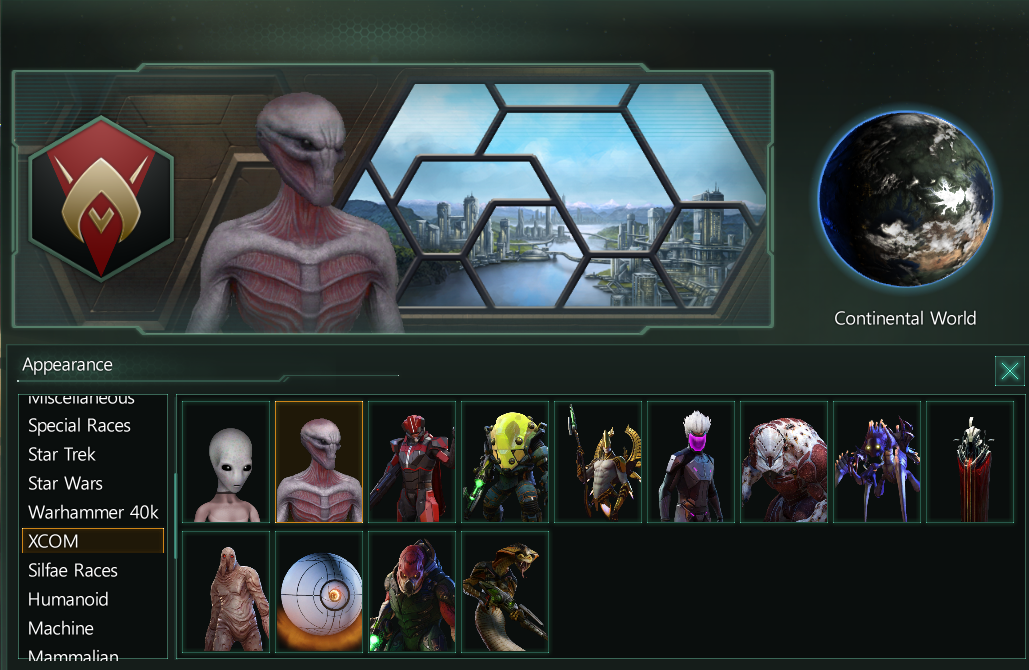 Continental World
Appearance
Miscellaneous
Special Races
Star Trek
Star Wars
Warhammer 40k
XCOM
Silfae Races
Humanoid
Machine
Mammalian